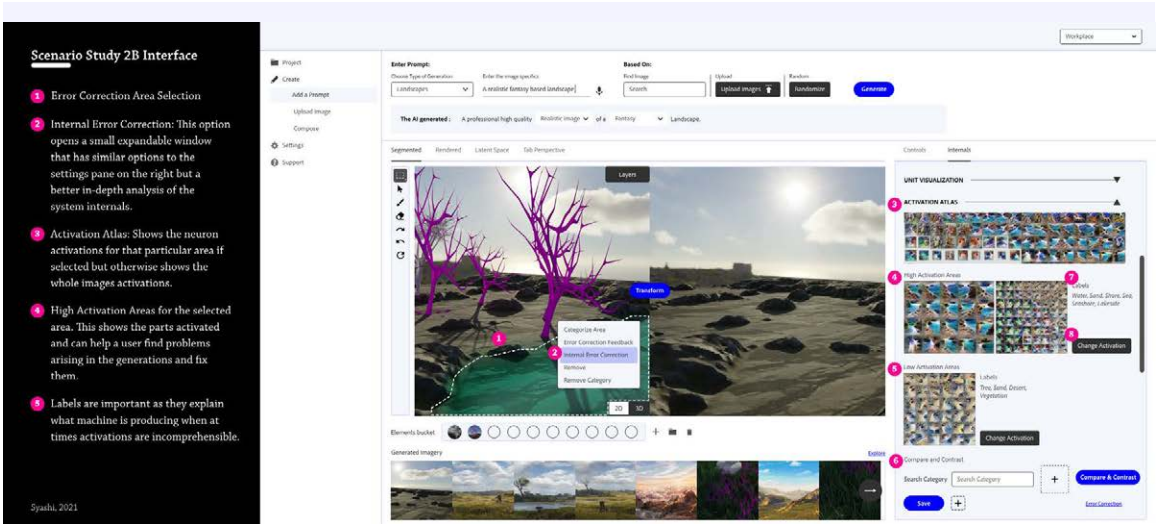 Scenario Study 2B Interface
1 Error Correction Area Selection
2 Internal Error Correction: This option
opens a small expandable window
that has similar options to the
settings pane on the right but a
better in-depth analysis of the
system internals.
3 Activation Atlas: Shows the neuron
activations for that particular area if
selected but otherwise shows the
whole images activations.
4 High Activation Areas for the selected
area. This shows the parts activated
and can help a user find problems
arising in the generations and fix
them.
5 Labels are important as they explain
what machine is producing when at
times activations are incomprehensible.
Syashi, 2021
Workplace
Project
Create
Add a Prompt
Upload Image
Compose
Settings
Support
Enter Prompt:
Based On:
Choose Type of Generation
Enter the image specifics
Find Image
Upload
Random
Landscapes
A realistic fantasy based landscape
Search
Upload images
Randomize
Generate
The AI generated : A professional high quality Realistic image of a Fantasy Landscape.
Segmented Rendered Latent Space Tab Perspective
Layers
Transform
1
Categorize Area
Error Correction Feedback
2 Internal Error Correction
Remove
Remove Category
2D 3D
Elements bucket
Generated Imagery
Explore
Controls Internals
UNIT VISUALIZATION
3 ACTIVATION ATLAS
4 High Activation Areas
7
Labels
Water, Sand, Shore, Sea,
Seashore, Lakeside
8
Change Activation
5 Low Activation Areas
Labels
Tree, Sand, Desert,
Vegetation
Change Activation
6 Compare and Contrast
Search Category Search Category + Compare & Contrast
Save +
Error Correction